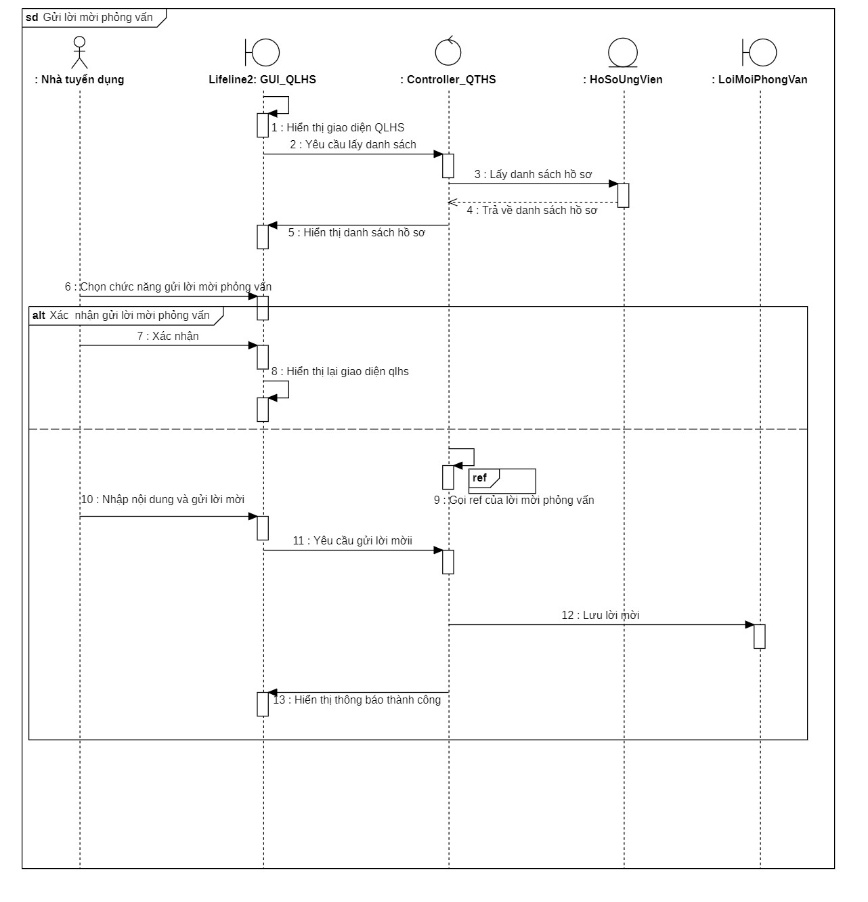 sd Gửi lời mời phỏng vấn
: Nhà tuyển dụng
Lifeline2: GUI_QLHS
: Controller_QTHS
: HoSoUngVien
: LoiMoiPhongVan
1 : Hiển thị giao diện QLHS
2 : Yêu cầu lấy danh sách
3 : Lấy danh sách hồ sơ
4 : Trả về danh sách hồ sơ
5 : Hiển thị danh sách hồ sơ
6 : Chọn chức năng gửi lời mời phỏng vấn
alt Xác nhận gửi lời mời phỏng vấn
7 : Xác nhân
8 : Hiển thị lại giao diện qlhs
ref
9 : Gọi ref của lời mời phỏng vấn
10 : Nhập nội dung và gửi lời mời
11 : Yêu cầu gửi lời mờii
12 : Lưu lời mời
13 : Hiển thị thông báo thành công